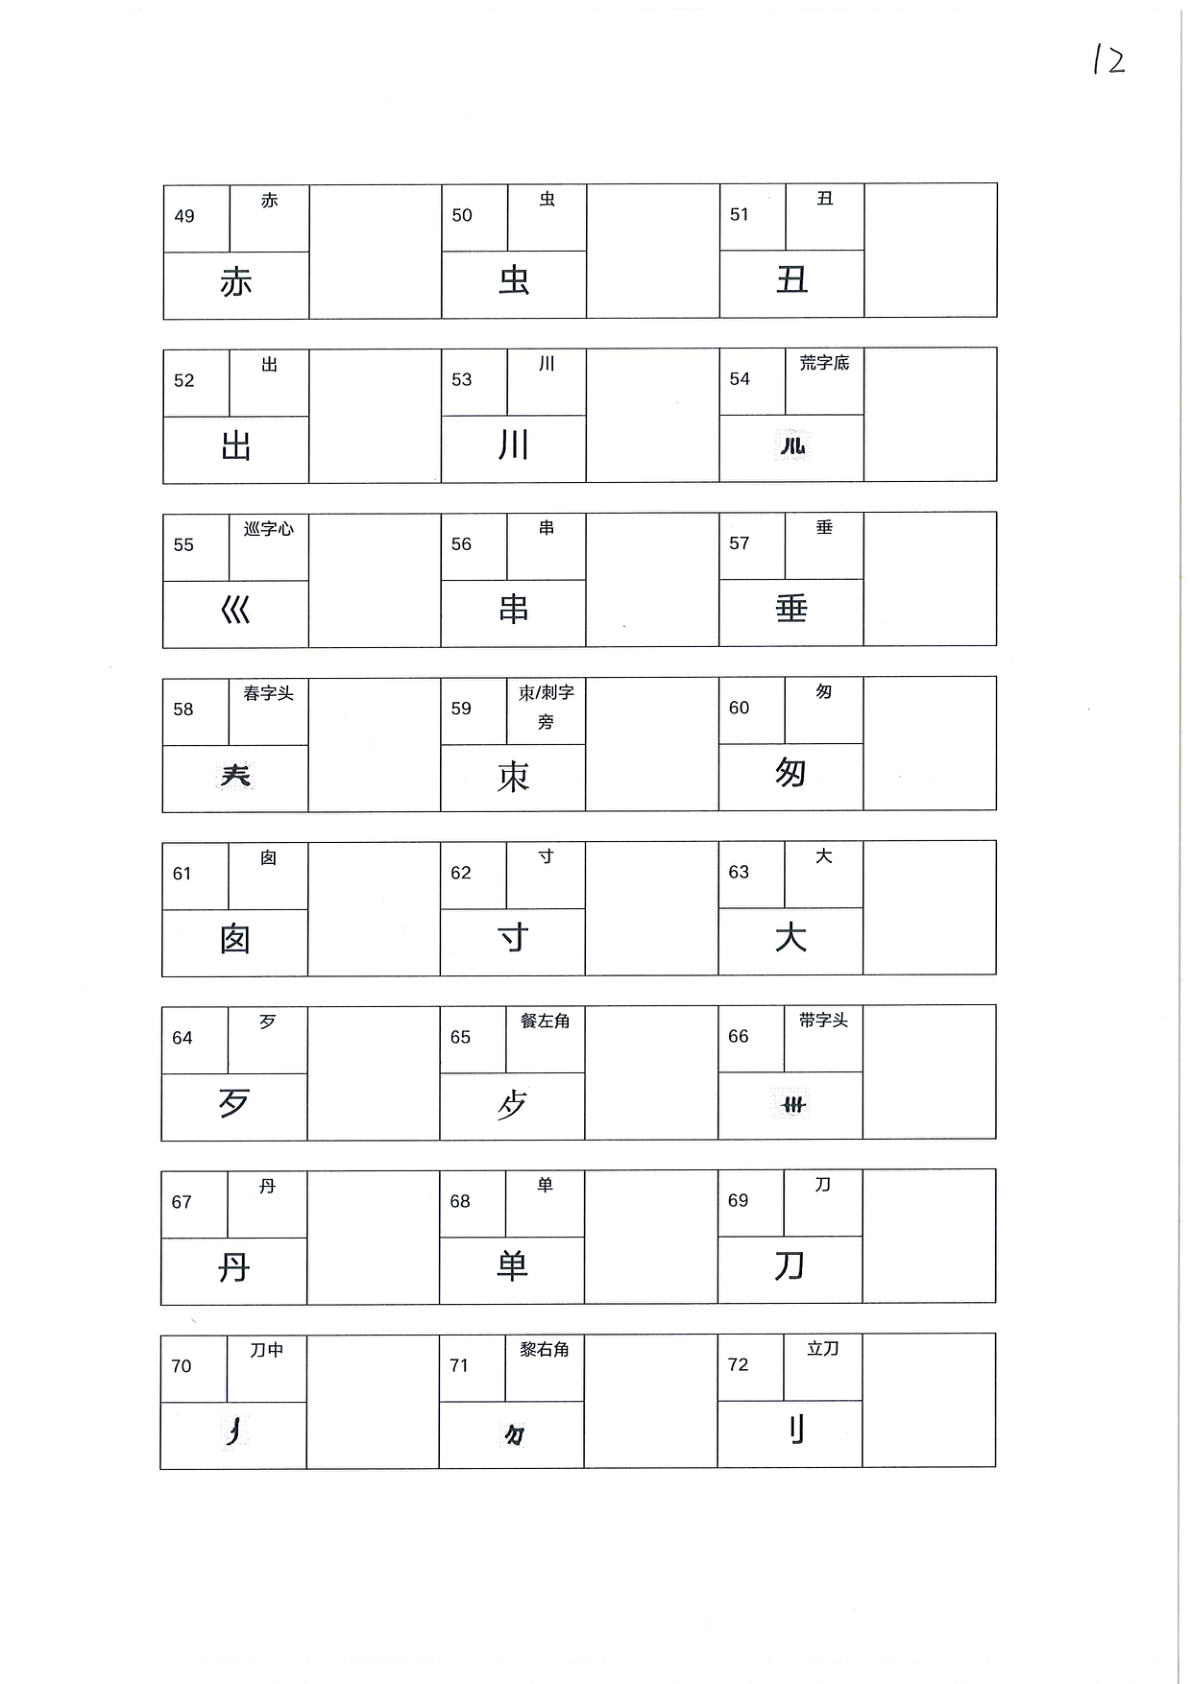 12
49 赤 50 虫 51 丑
赤 虫 丑
52 出 53 川 54 荒字底
出 川 
55 巡字心 56 串 57 垂
巛 串 垂
58 春字头 59 朿/刺字旁 60 匆
𡗗 朿 匆
61 囱 62 寸 63 大
囱 寸 大
64 歹 65 餐左角 66 带字头
歹 𣦵 卌
67 丹 68 单 69 刀
丹 单 刀
70 刀中 71 黎右角 72 立刀
丿 勿 刂